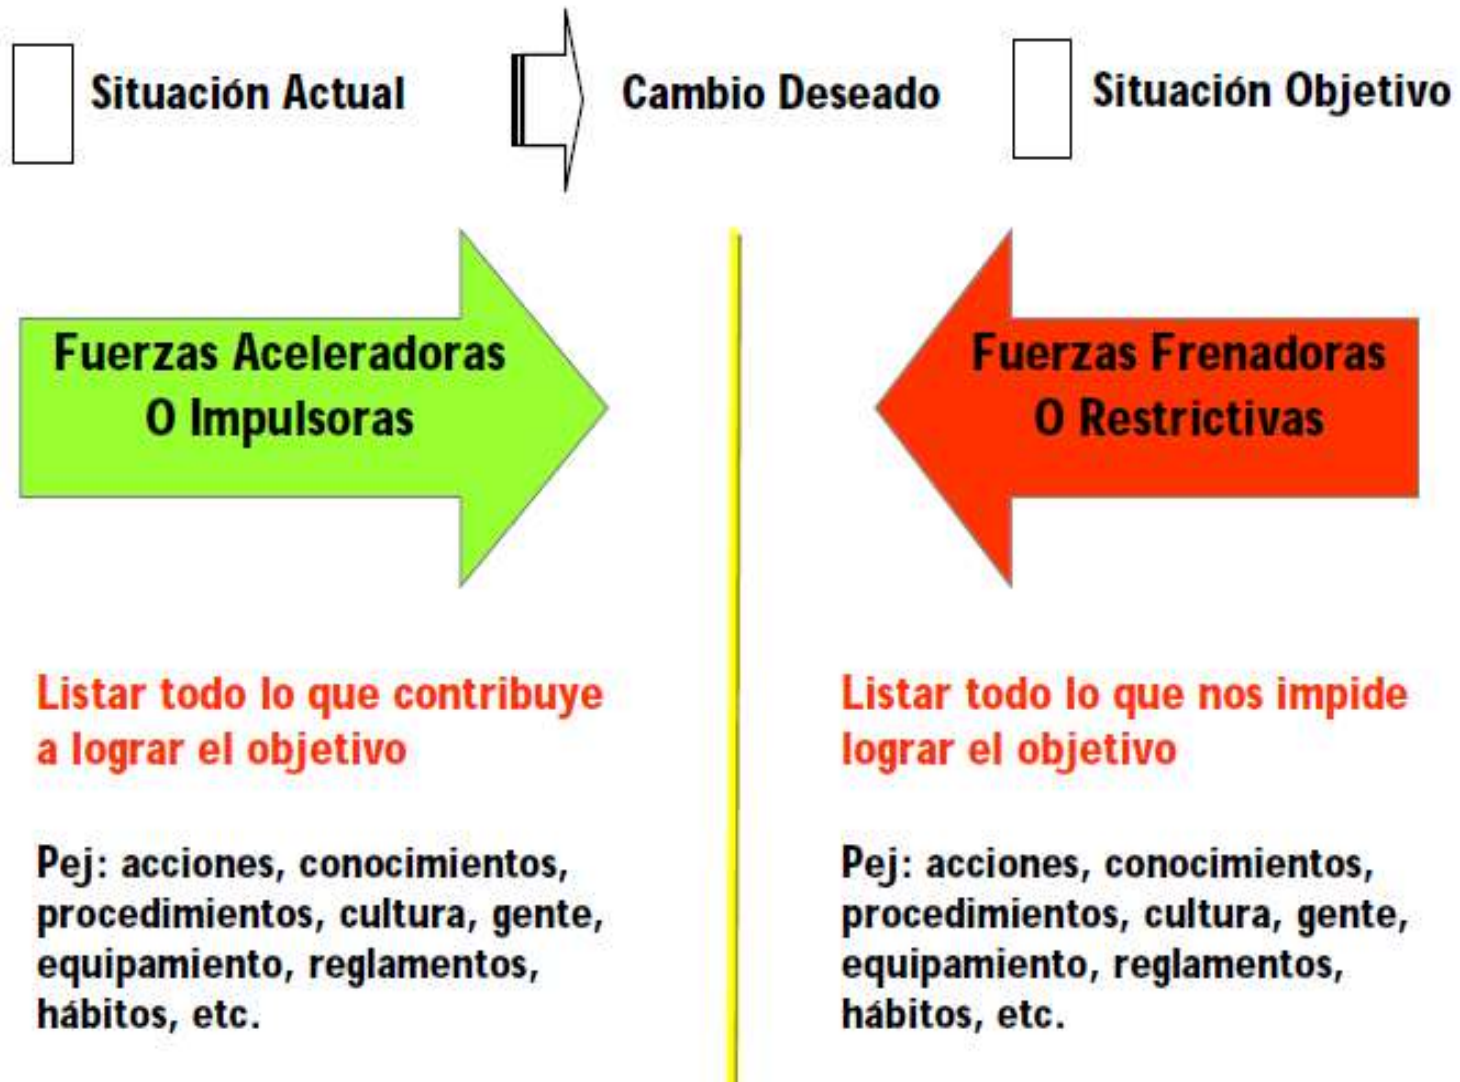 Situación Actual
Cambio Deseado
Situación Objetivo
Fuerzas Aceleradoras
O Impulsoras
Fuerzas Frenadoras
O Restrictivas
Listar todo lo que contribuye
a lograr el objetivo
Pej: acciones, conocimientos,
procedimientos, cultura, gente,
equipamiento, reglamentos,
hábitos, etc.
Listar todo lo que nos impide
lograr el objetivo
Pej: acciones, conocimientos,
procedimientos, cultura, gente,
equipamiento, reglamentos,
hábitos, etc.